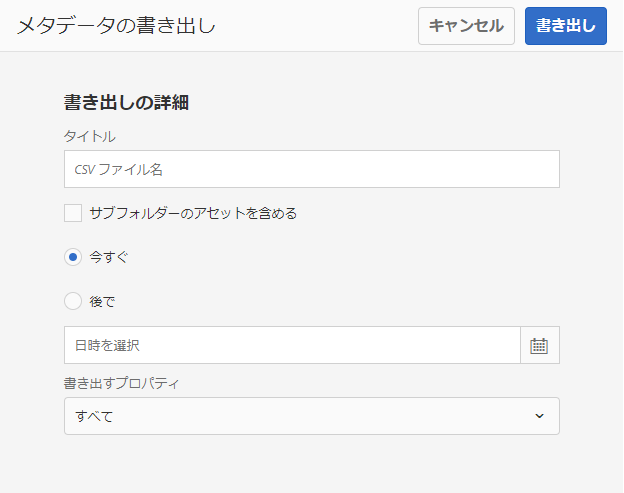 メタデータの書き出し
キャンセル
書き出し
書き出しの詳細
タイトル
CSV ファイル名
サブフォルダーのアセットを含める
今すぐ
後で
日時を選択
書き出すプロパティ
すべて